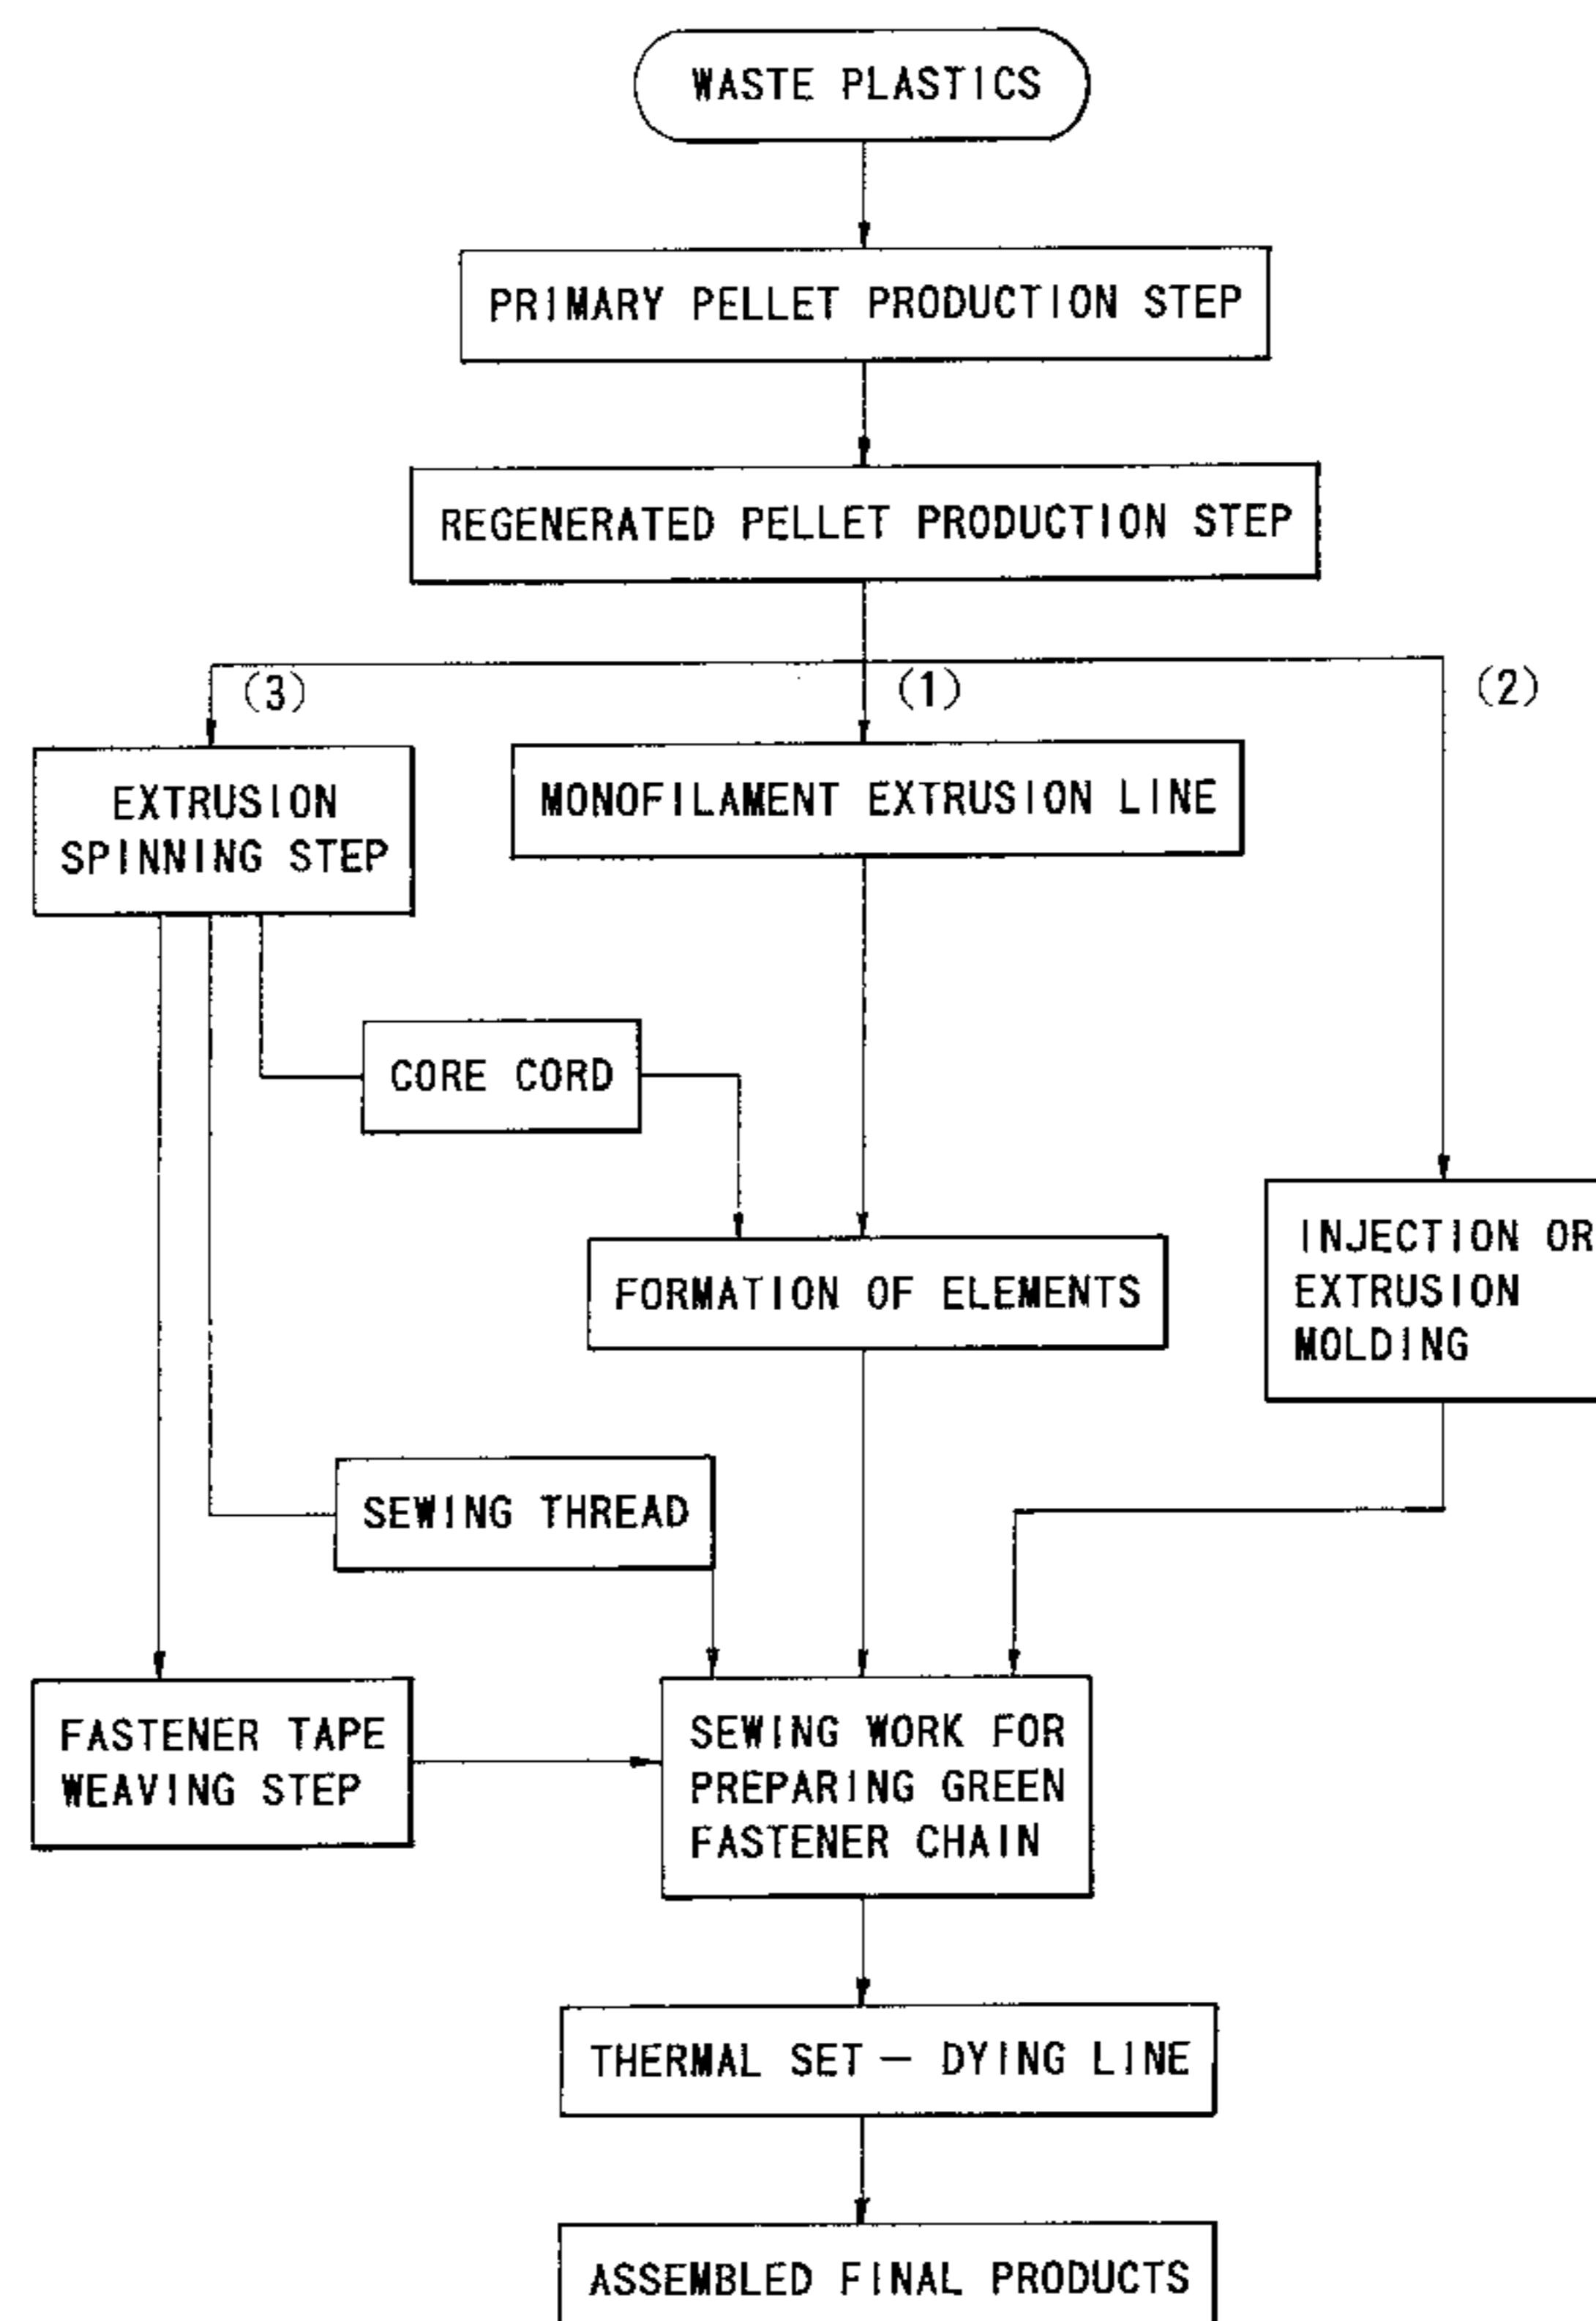 WASTE PLASTICS
PRIMARY PELLET PRODUCTION STEP
REGENERATED PELLET PRODUCTION STEP
(3)
(1)
(2)
EXTRUSION
SPINNING STEP
MONOFILAMENT EXTRUSION LINE
CORE CORD
FORMATION OF ELEMENTS
INJECTION OR
EXTRUSION
MOLDING
SEWING THREAD
FASTENER TAPE
WEAVING STEP
SEWING WORK FOR
PREPARING GREEN
FASTENER CHAIN
THERMAL SET — DYING LINE
ASSEMBLED FINAL PRODUCTS